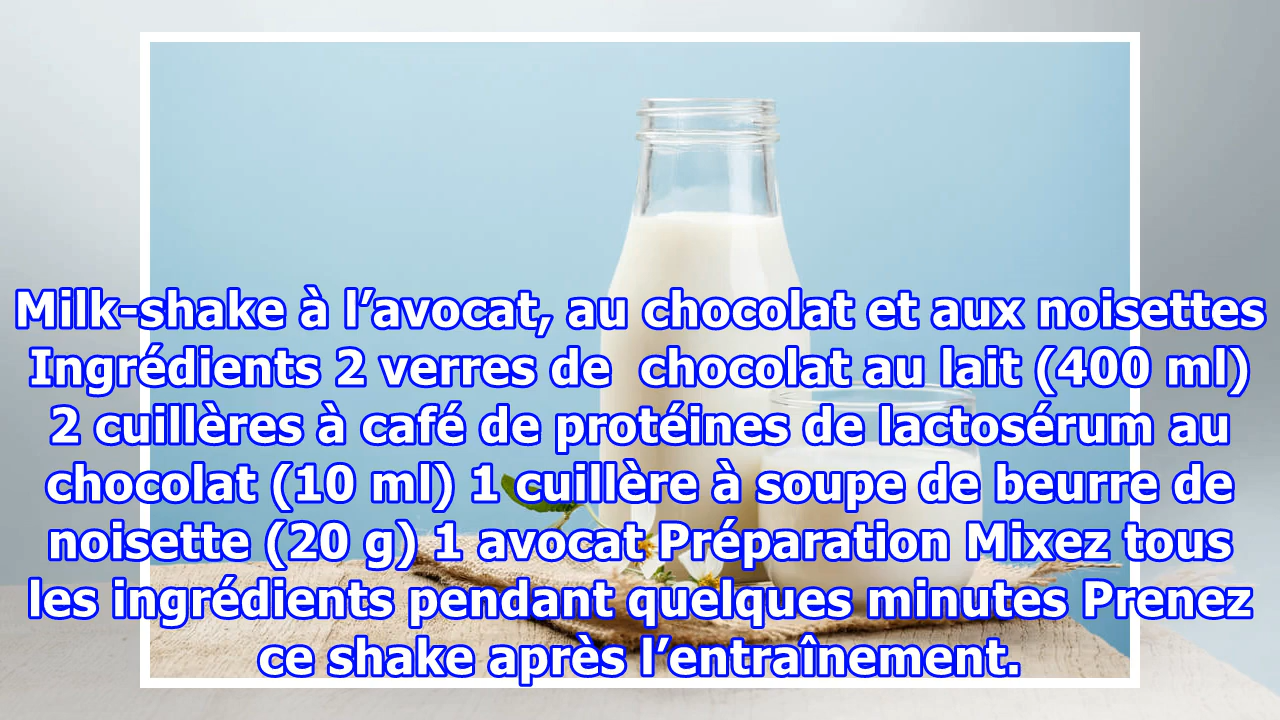 Milk-shake à l’avocat, au chocolat et aux noisettes
Ingrédients 2 verres de  chocolat au lait (400 ml)
2 cuillères à café de protéines de lactosérum au
chocolat (10 ml) 1 cuillère à soupe de beurre de
noisette (20 g) 1 avocat Préparation Mixez tous
les ingrédients pendant quelques minutes Prenez
ce shake après l’entraînement.